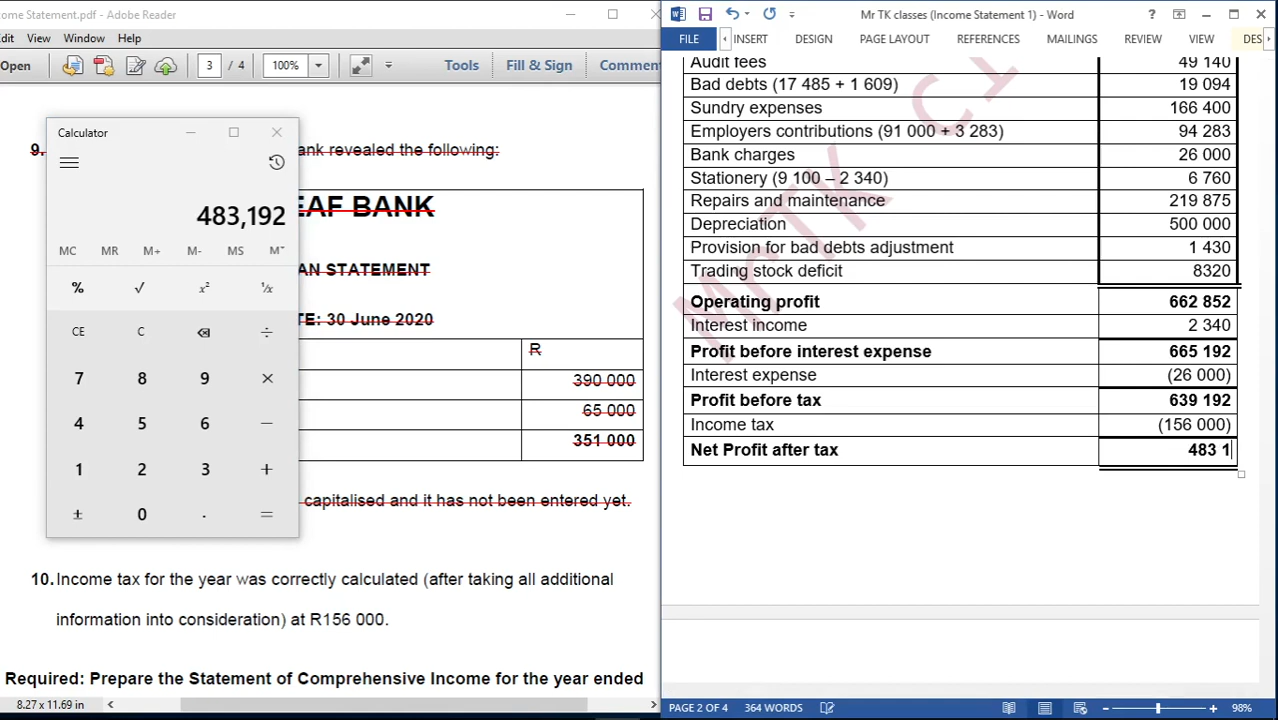 ome Statement.pdf - Adobe Reader
dit View Window Help
Open 3 / 4 100% Tools Fill & Sign Commen
9. ank revealed the following:
EAF BANK
AN STATEMENT
TE: 30 June 2020
R
390 000
65 000
351 000
capitalised and it has not been entered yet.
10. Income tax for the year was correctly calculated (after taking all additional
information into consideration) at R156 000.
Required: Prepare the Statement of Comprehensive Income for the year ended
8.27 x 11.69 in
Calculator
483,192
MC MR M+ M- MS M˅
% √ x² ¹/x
CE C ⌫ ÷
7 8 9 ×
4 5 6 −
1 2 3 +
± 0 . =
Mr TK classes (Income Statement 1) - Word
FILE INSERT DESIGN PAGE LAYOUT REFERENCES MAILINGS REVIEW VIEW DES
Audit fees 49 140
Bad debts (17 485 + 1 609) 19 094
Sundry expenses 166 400
Employers contributions (91 000 + 3 283) 94 283
Bank charges 26 000
Stationery (9 100 – 2 340) 6 760
Repairs and maintenance 219 875
Depreciation 500 000
Provision for bad debts adjustment 1 430
Trading stock deficit 8320
Operating profit 662 852
Interest income 2 340
Profit before interest expense 665 192
Interest expense (26 000)
Profit before tax 639 192
Income tax (156 000)
Net Profit after tax 483 1
Mr TK cl
PAGE 2 OF 4 364 WORDS 98%